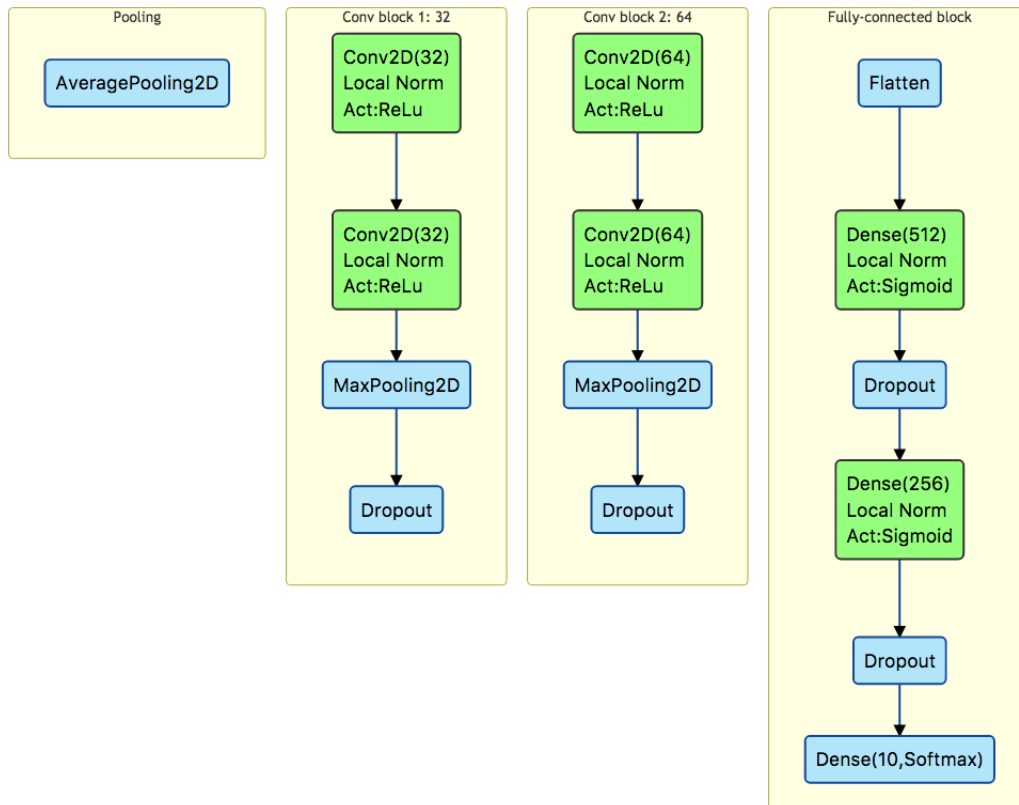 Pooling
AveragePooling2D
Conv block 1: 32
Conv2D(32)
Local Norm
Act:ReLu
Conv2D(32)
Local Norm
Act:ReLu
MaxPooling2D
Dropout
Conv block 2: 64
Conv2D(64)
Local Norm
Act:ReLu
Conv2D(64)
Local Norm
Act:ReLu
MaxPooling2D
Dropout
Fully-connected block
Flatten
Dense(512)
Local Norm
Act:Sigmoid
Dropout
Dense(256)
Local Norm
Act:Sigmoid
Dropout
Dense(10,Softmax)